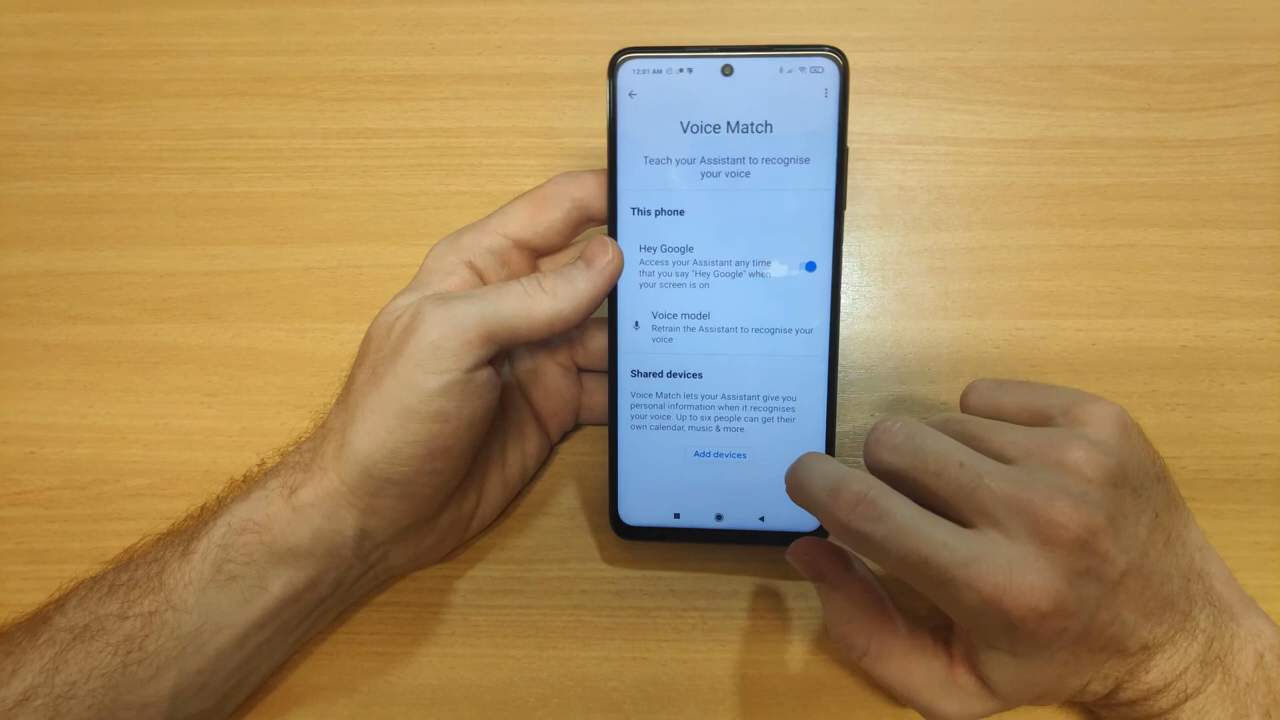 12:01 AM
Voice Match
Teach your Assistant to recognise
your voice
This phone
Hey Google
Access your Assistant any time
that you say "Hey Google" when
your screen is on
Voice model
Retrain the Assistant to recognise your
voice
Shared devices
Voice Match lets your Assistant give you
personal information when it recognises
your voice. Up to six people can get their
own calendar, music & more.
Add devices